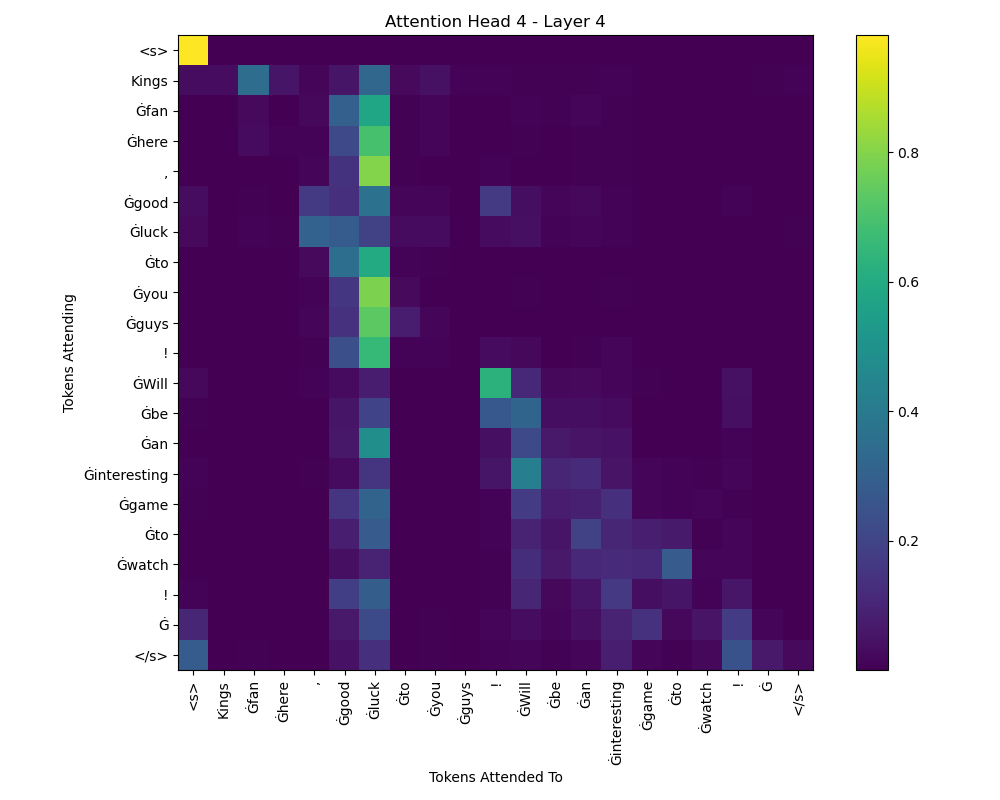 Attention Head 4 - Layer 4
Tokens Attending
<s>
Kings
Ġfan
Ġhere
,
Ġgood
Ġluck
Ġto
Ġyou
Ġguys
!
ĠWill
Ġbe
Ġan
Ġinteresting
Ġgame
Ġto
Ġwatch
!
Ġ
</s>
<s>
Kings
Ġfan
Ġhere
,
Ġgood
Ġluck
Ġto
Ġyou
Ġguys
!
ĠWill
Ġbe
Ġan
Ġinteresting
Ġgame
Ġto
Ġwatch
!
Ġ
</s>
Tokens Attended To
0.8
0.6
0.4
0.2